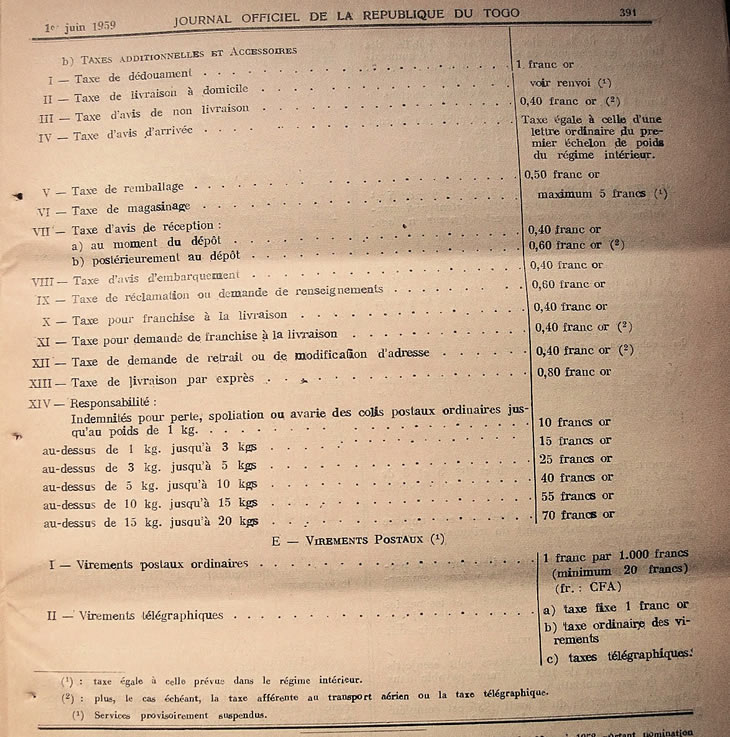 1er juin 1959 JOURNAL OFFICIEL DE LA REPUBLIQUE DU TOGO 391
b) TAXES ADDITIONNELLES ET ACCESSOIRES
I — Taxe de dédouament . . . . . . . . . . 1 franc or
II — Taxe de livraison à domicile . . . . . . . . . . voir renvoi (¹)
III — Taxe d'avis de non livraison . . . . . . . . . . 0,40 franc or (²)
IV — Taxe d'avis d'arrivée . . . . . . . . . . Taxe égale à celle d'une
lettre ordinaire du pre-
mier échelon de poids
du régime intérieur.
V — Taxe de remballage . . . . . . . . . . 0,50 franc or
VI — Taxe de magasinage . . . . . . . . . . maximum 5 francs (¹)
VII — Taxe d'avis de réception :
a) au moment du dépôt . . . . . . . . . . 0,40 franc or
b) postérieurement au dépôt . . . . . . . . . . 0,60 franc or (²)
VIII — Taxe d'avis d'embarquement . . . . . . . . . . 0,40 franc or
IX — Taxe de réclamation ou demande de renseignements . . . . . . . . . . 0,60 franc or
X — Taxe pour franchise à la livraison . . . . . . . . . . 0,40 franc or
XI — Taxe pour demande de franchise à la livraison . . . . . . . . . . 0,40 franc or (²)
XII — Taxe de demande de retrait ou de modification d'adresse . . . . . . . . . . 0,40 franc or (²)
XIII — Taxe de livraison par exprès . . . . . . . . . . 0,80 franc or
XIV — Responsabilité :
Indemnités pour perte, spoliation ou avarie des colis postaux ordinaires jus-
qu'au poids de 1 kg. . . . . . . . . . . 10 francs or
au-dessus de 1 kg. jusqu'à 3 kgs . . . . . . . . . . 15 francs or
au-dessus de 3 kg. jusqu'à 5 kgs . . . . . . . . . . 25 francs or
au-dessus de 5 kg. jusqu'à 10 kgs . . . . . . . . . . 40 francs or
au-dessus de 10 kg. jusqu'à 15 kgs . . . . . . . . . . 55 francs or
au-dessus de 15 kg. jusqu'à 20 kgs . . . . . . . . . . 70 francs or
E — VIREMENTS POSTAUX (¹)
I — Virements postaux ordinaires . . . . . . . . . . 1 franc par 1.000 francs
(minimum 20 francs)
(fr. : CFA)
II — Virements télégraphiques . . . . . . . . . . a) taxe fixe 1 franc or
b) taxe ordinaire des vi-
rements
c) taxes télégraphiques.
(¹) : taxe égale à celle prévue dans le régime intérieur.
(²) : plus, le cas échéant, la taxe afférente au transport aérien ou la taxe télégraphique.
(¹) Services provisoirement suspendus.
nomination